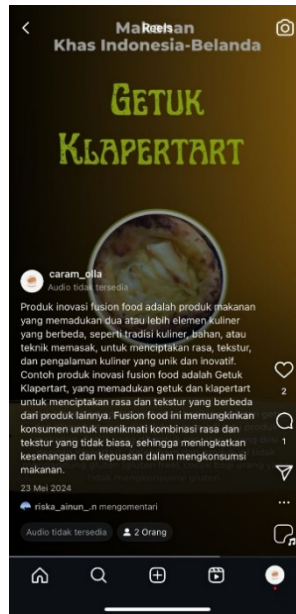 Makanan
Reels
Khas Indonesia-Belanda
GETUK
KLAPERTART
caram_olla
Audio tidak tersedia
Produk inovasi fusion food adalah produk makanan
yang memadukan dua atau lebih elemen kuliner
yang berbeda, seperti tradisi kuliner, bahan, atau
teknik memasak, untuk menciptakan rasa, tekstur,
dan pengalaman kuliner yang unik dan inovatif.
Contoh produk inovasi fusion food adalah Getuk
Klapertart, yang memadukan getuk dan klapertart
untuk menciptakan rasa dan tekstur yang berbeda
dari produk lainnya. Fusion food ini memungkinkan
konsumen untuk menikmati kombinasi rasa dan
tekstur yang tidak biasa, sehingga meningkatkan
kesenangan dan kepuasan dalam mengkonsumsi
makanan.
23 Mei 2024
riska_ainun_.n mengomentari
Audio tidak tersedia
2 Orang
2
1